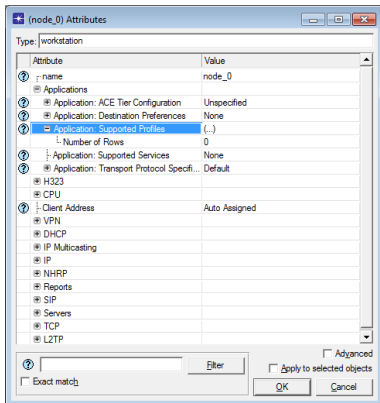 (node_0) Attributes
Type: workstation
Attribute Value
name node_0
Applications
Application: ACE Tier Configuration Unspecified
Application: Destination Preferences None
Application: Supported Profiles (...)
Number of Rows 0
Application: Supported Services None
Application: Transport Protocol Specifi... Default
H323
CPU
Client Address Auto Assigned
VPN
DHCP
IP Multicasting
IP
NHRP
Reports
SIP
Servers
TCP
L2TP
Advanced
Filter Apply to selected objects
Exact match
OK Cancel